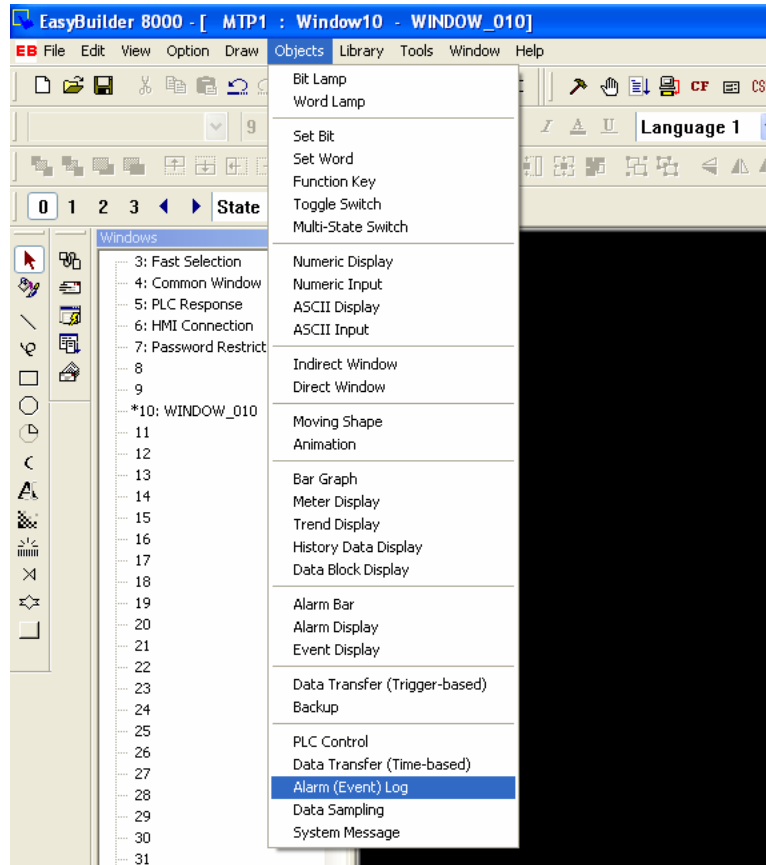 EasyBuilder 8000 - [ MTP1 : Window10 - WINDOW_010]
EB File Edit View Option Draw Objects Library Tools Window Help
CF
9 I A U Language 1
0 1 2 3 State
Windows
3: Fast Selection
4: Common Window
5: PLC Response
6: HMI Connection
7: Password Restrict
8
9
*10: WINDOW_010
11
12
13
14
15
16
17
18
19
20
21
22
23
24
25
26
27
28
29
30
31
Bit Lamp
Word Lamp
Set Bit
Set Word
Function Key
Toggle Switch
Multi-State Switch
Numeric Display
Numeric Input
ASCII Display
ASCII Input
Indirect Window
Direct Window
Moving Shape
Animation
Bar Graph
Meter Display
Trend Display
History Data Display
Data Block Display
Alarm Bar
Alarm Display
Event Display
Data Transfer (Trigger-based)
Backup
PLC Control
Data Transfer (Time-based)
Alarm (Event) Log
Data Sampling
System Message